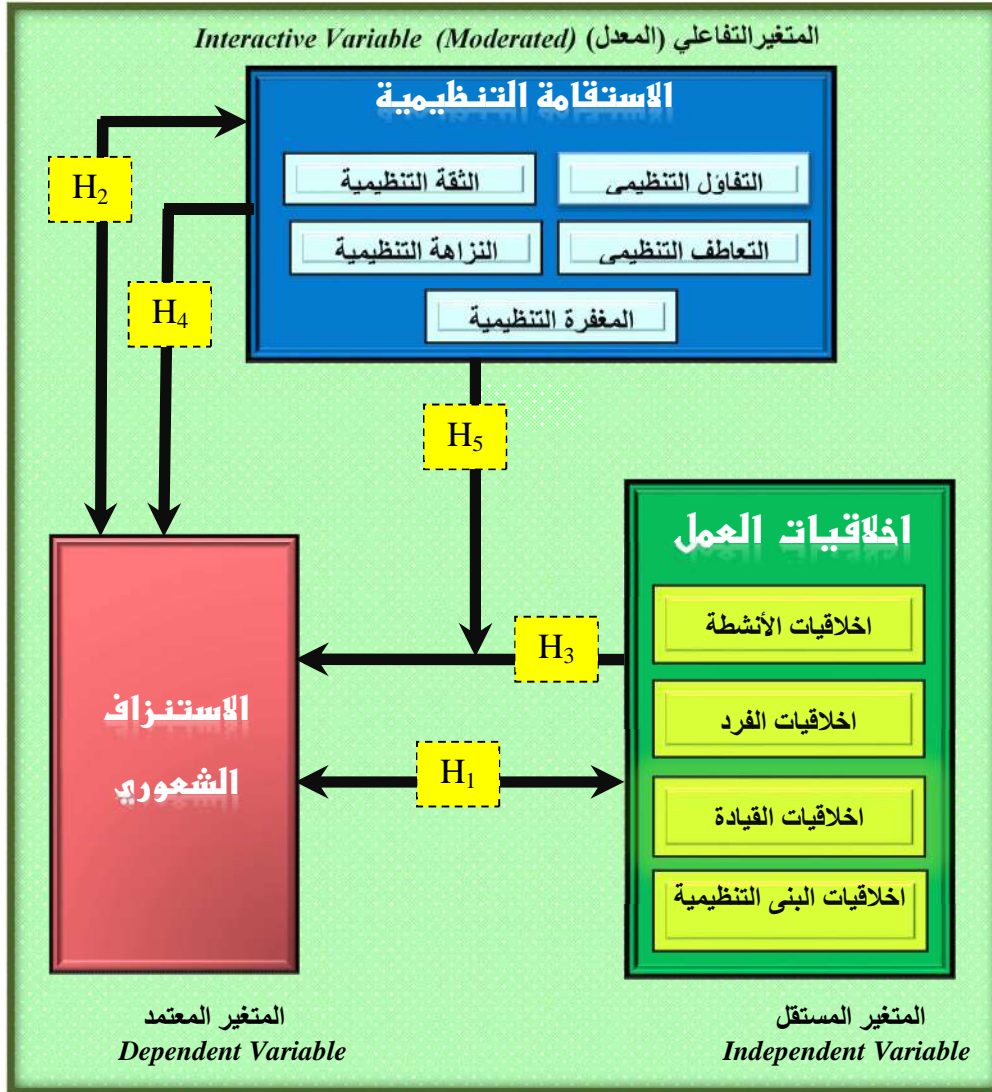 المتغيرالتفاعلي (المعدل) Interactive Variable (Moderated)
الاستقامة التنظيمية
التفاؤل التنظيمي
الثقة التنظيمية
التعاطف التنظيمي
النزاهة التنظيمية
المغفرة التنظيمية
H₂
H₄
H₅
اخلاقيات العمل
اخلاقيات الأنشطة
اخلاقيات الفرد
اخلاقيات القيادة
اخلاقيات البنى التنظيمية
H₃
H₁
الاستنزاف
الشعوري
المتغير المستقل
Independent Variable
المتغير المعتمد
Dependent Variable